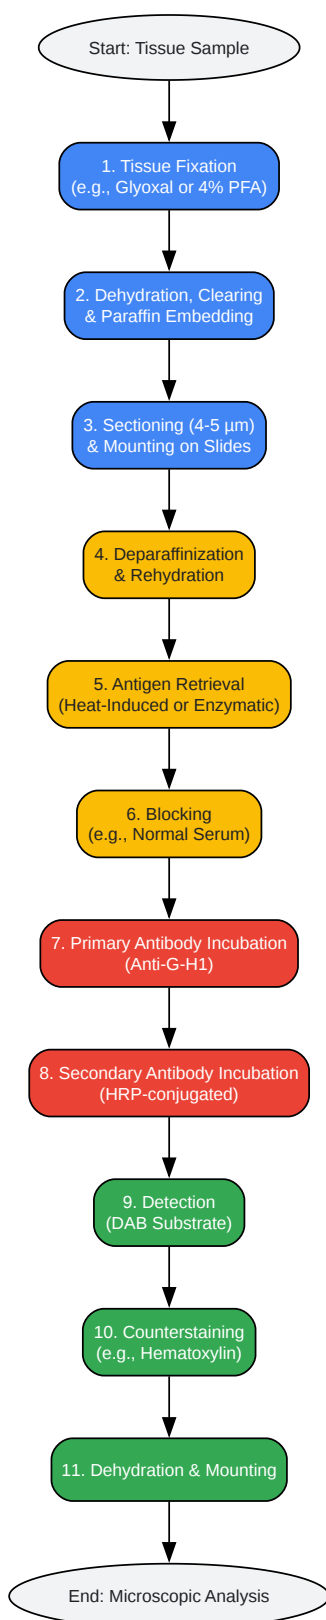 Start: Tissue Sample
1. Tissue Fixation
(e.g., Glyoxal or 4% PFA)
2. Dehydration, Clearing
& Paraffin Embedding
3. Sectioning (4-5 µm)
& Mounting on Slides
4. Deparaffinization
& Rehydration
5. Antigen Retrieval
(Heat-Induced or Enzymatic)
6. Blocking
(e.g., Normal Serum)
7. Primary Antibody Incubation
(Anti-G-H1)
8. Secondary Antibody Incubation
(HRP-conjugated)
9. Detection
(DAB Substrate)
10. Counterstaining
(e.g., Hematoxylin)
11. Dehydration & Mounting
End: Microscopic Analysis